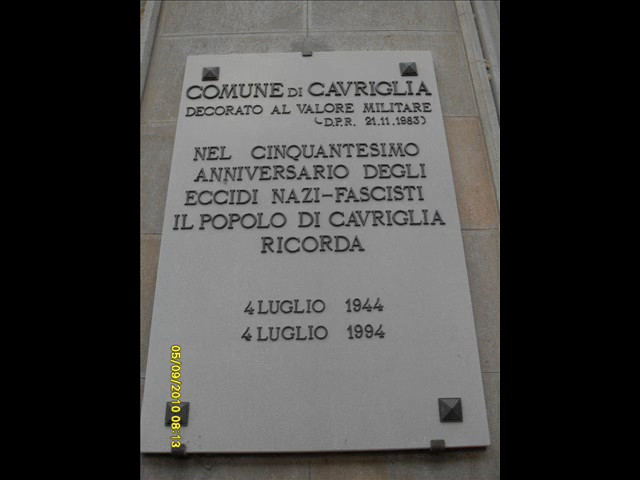 COMUNE DI CAVRIGLIA
DECORATO AL VALORE MILITARE
(D.P.R. 21.11.1983)
NEL CINQUANTESIMO
ANNIVERSARIO DEGLI
ECCIDI NAZI-FASCISTI
IL POPOLO DI CAVRIGLIA
RICORDA
4 LUGLIO 1944
4 LUGLIO 1994
05/09/2010 08:13